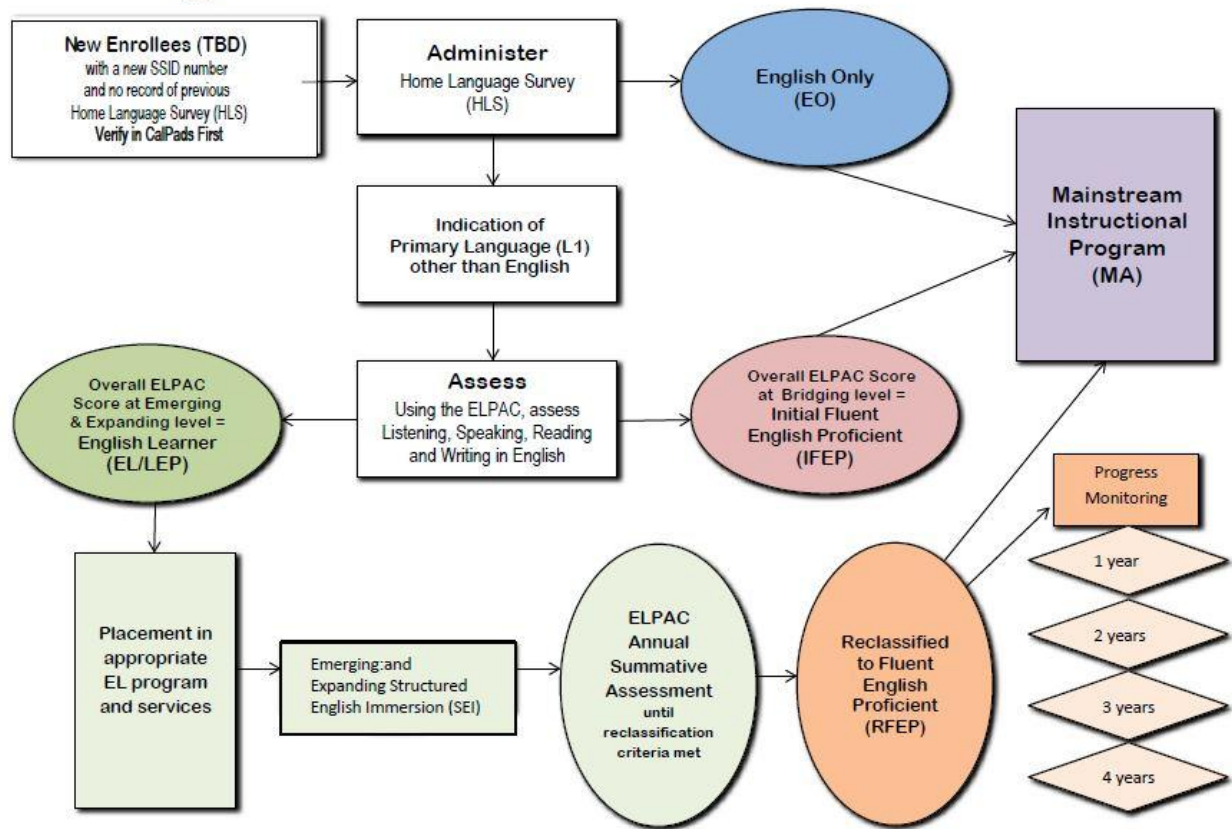 New Enrollees (TBD)
with a new SSID number
and no record of previous
Home Language Survey (HLS)
Verify in CalPads First
Administer
Home Language Survey
(HLS)
English Only
(EO)
Mainstream
Instructional
Program
(MA)
Indication of
Primary Language (L1)
other than English
Overall ELPAC
Score at Emerging
& Expanding level =
English Learner
(EL/LEP)
Assess
Using the ELPAC, assess
Listening, Speaking, Reading
and Writing in English
Overall ELPAC Score
at Bridging level =
Initial Fluent
English Proficient
(IFEP)
Progress
Monitoring
1 year
2 years
3 years
4 years
Placement in
appropriate
EL program
and services
Emerging:and
Expanding Structured
English Immersion (SEI)
ELPAC
Annual
Summative
Assessment
until
reclassification
criteria met
Reclassified
to Fluent
English
Proficient
(RFEP)